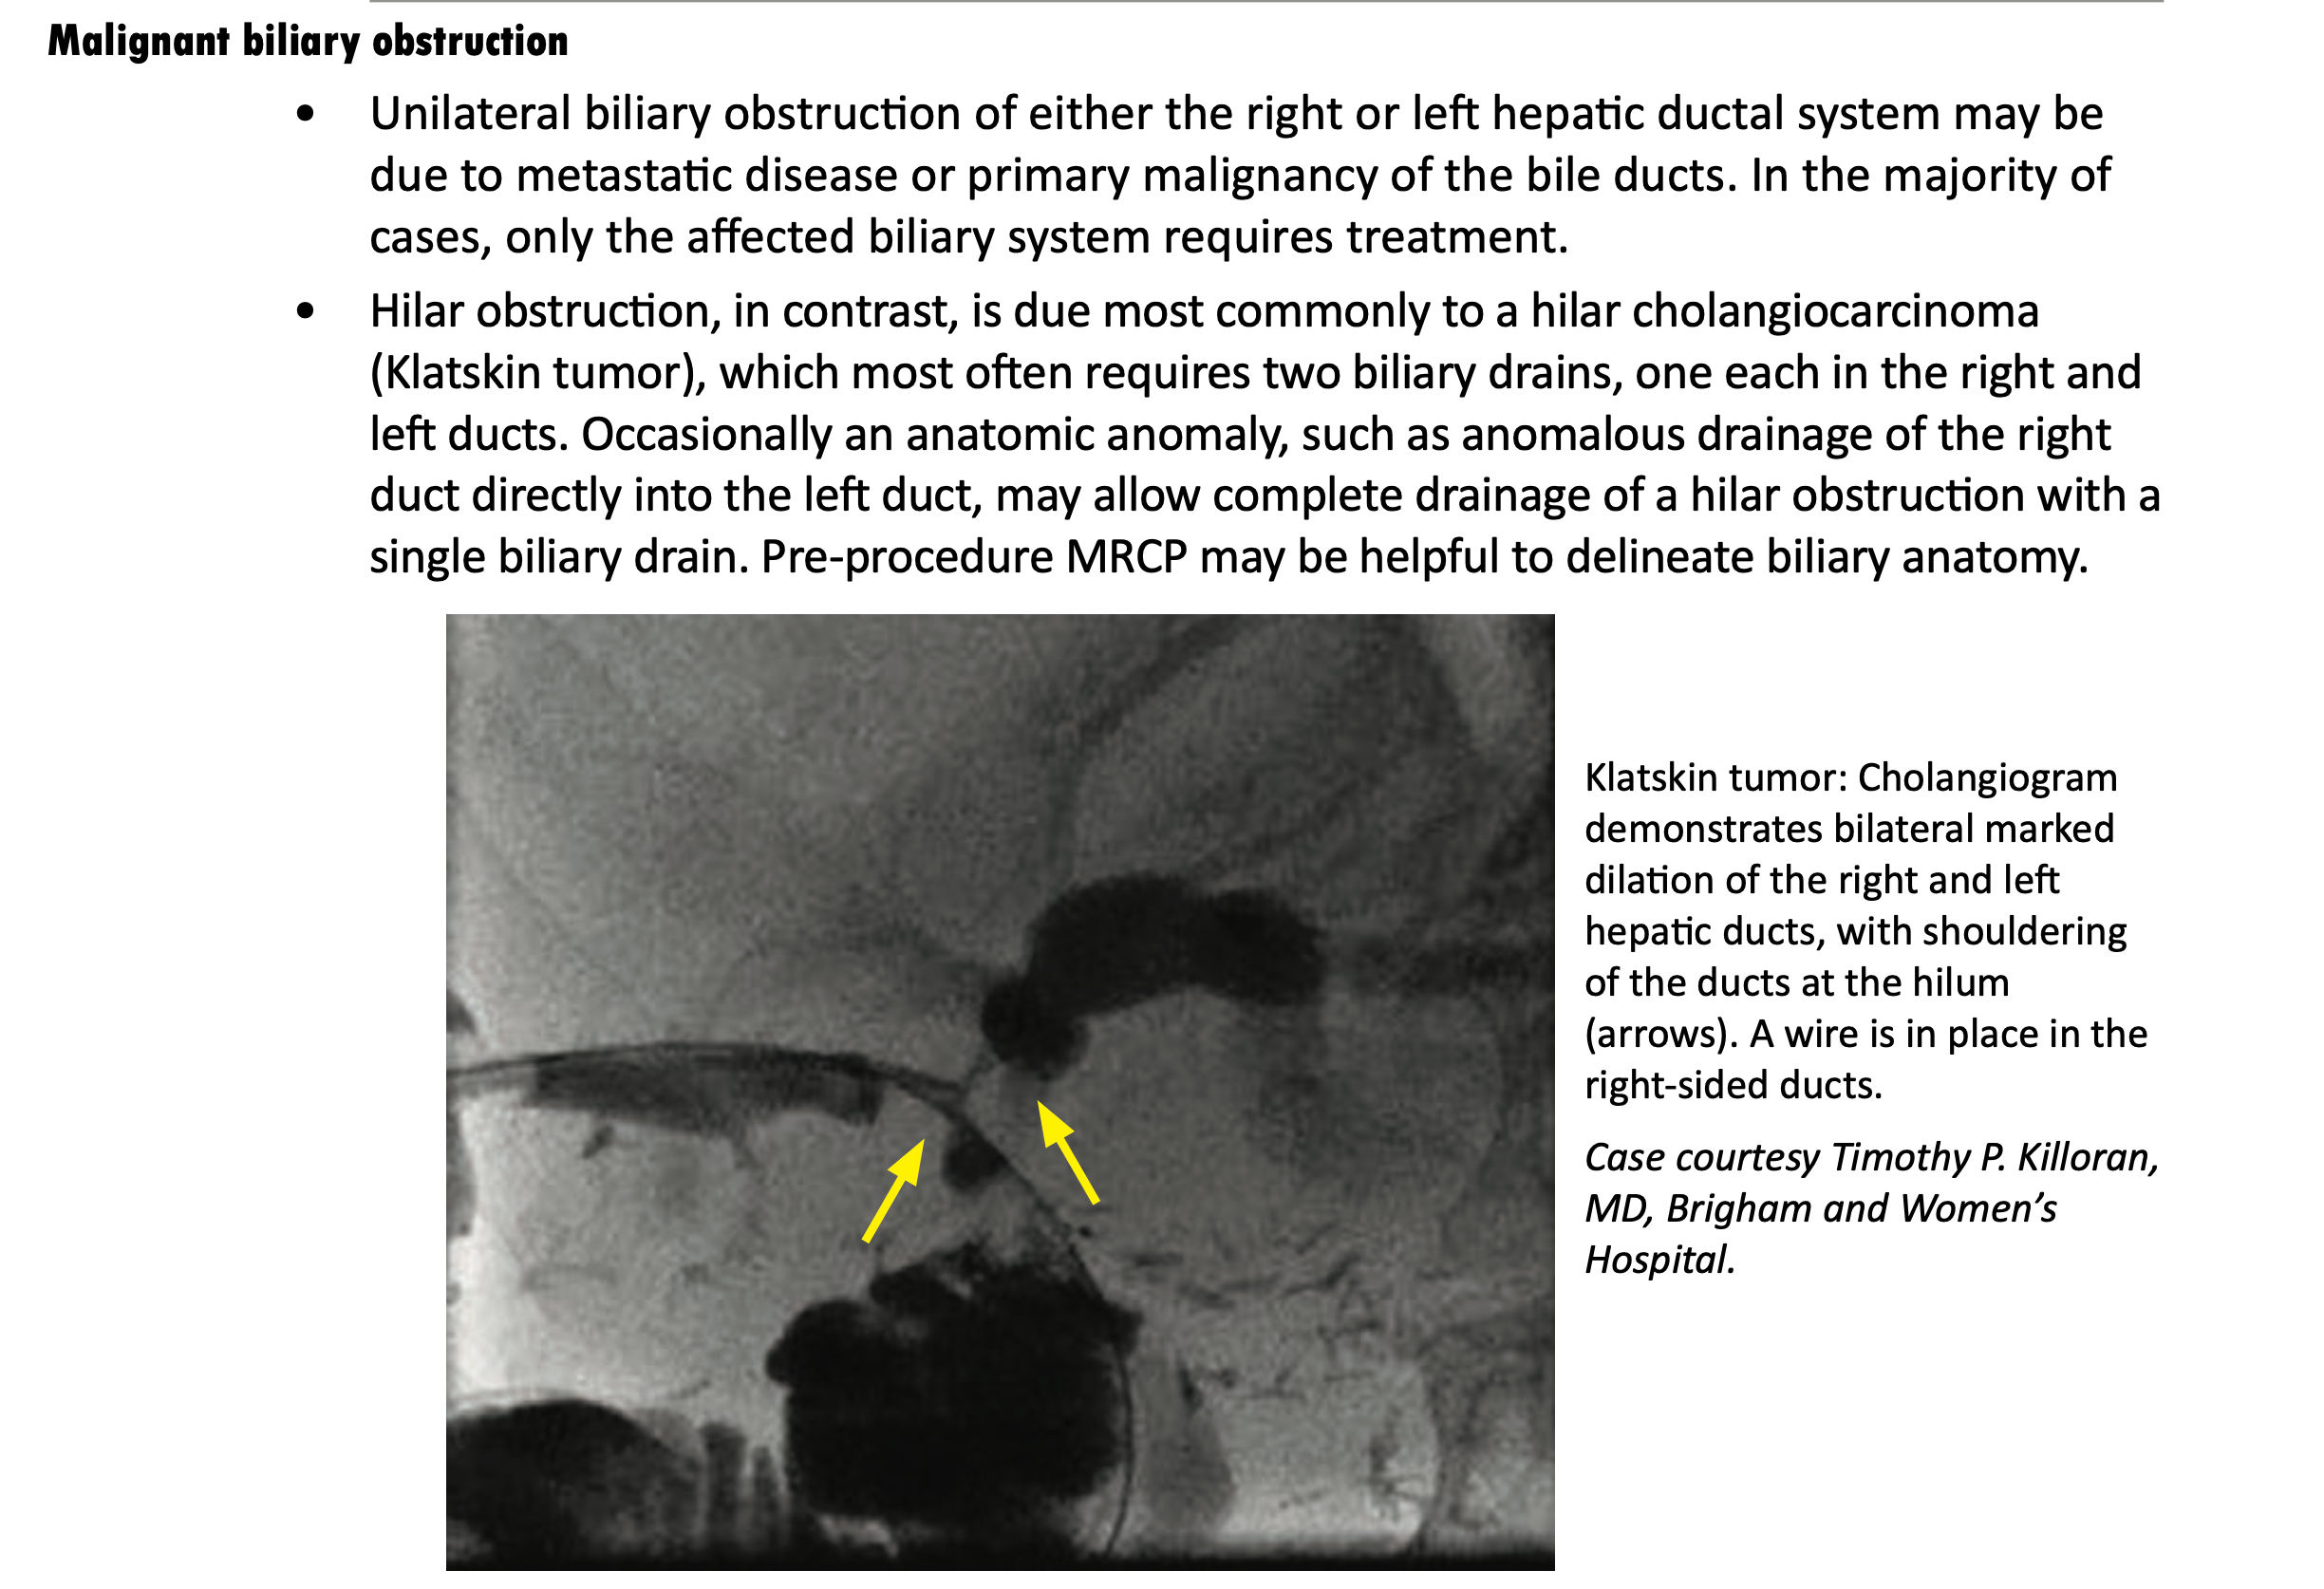 Malignant biliary obstruction
• Unilateral biliary obstruction of either the right or left hepatic ductal system may be
due to metastatic disease or primary malignancy of the bile ducts. In the majority of
cases, only the affected biliary system requires treatment.
• Hilar obstruction, in contrast, is due most commonly to a hilar cholangiocarcinoma
(Klatskin tumor), which most often requires two biliary drains, one each in the right and
left ducts. Occasionally an anatomic anomaly, such as anomalous drainage of the right
duct directly into the left duct, may allow complete drainage of a hilar obstruction with a
single biliary drain. Pre-procedure MRCP may be helpful to delineate biliary anatomy.
Klatskin tumor: Cholangiogram
demonstrates bilateral marked
dilation of the right and left
hepatic ducts, with shouldering
of the ducts at the hilum
(arrows). A wire is in place in the
right-sided ducts.
Case courtesy Timothy P. Killoran,
MD, Brigham and Women’s
Hospital.